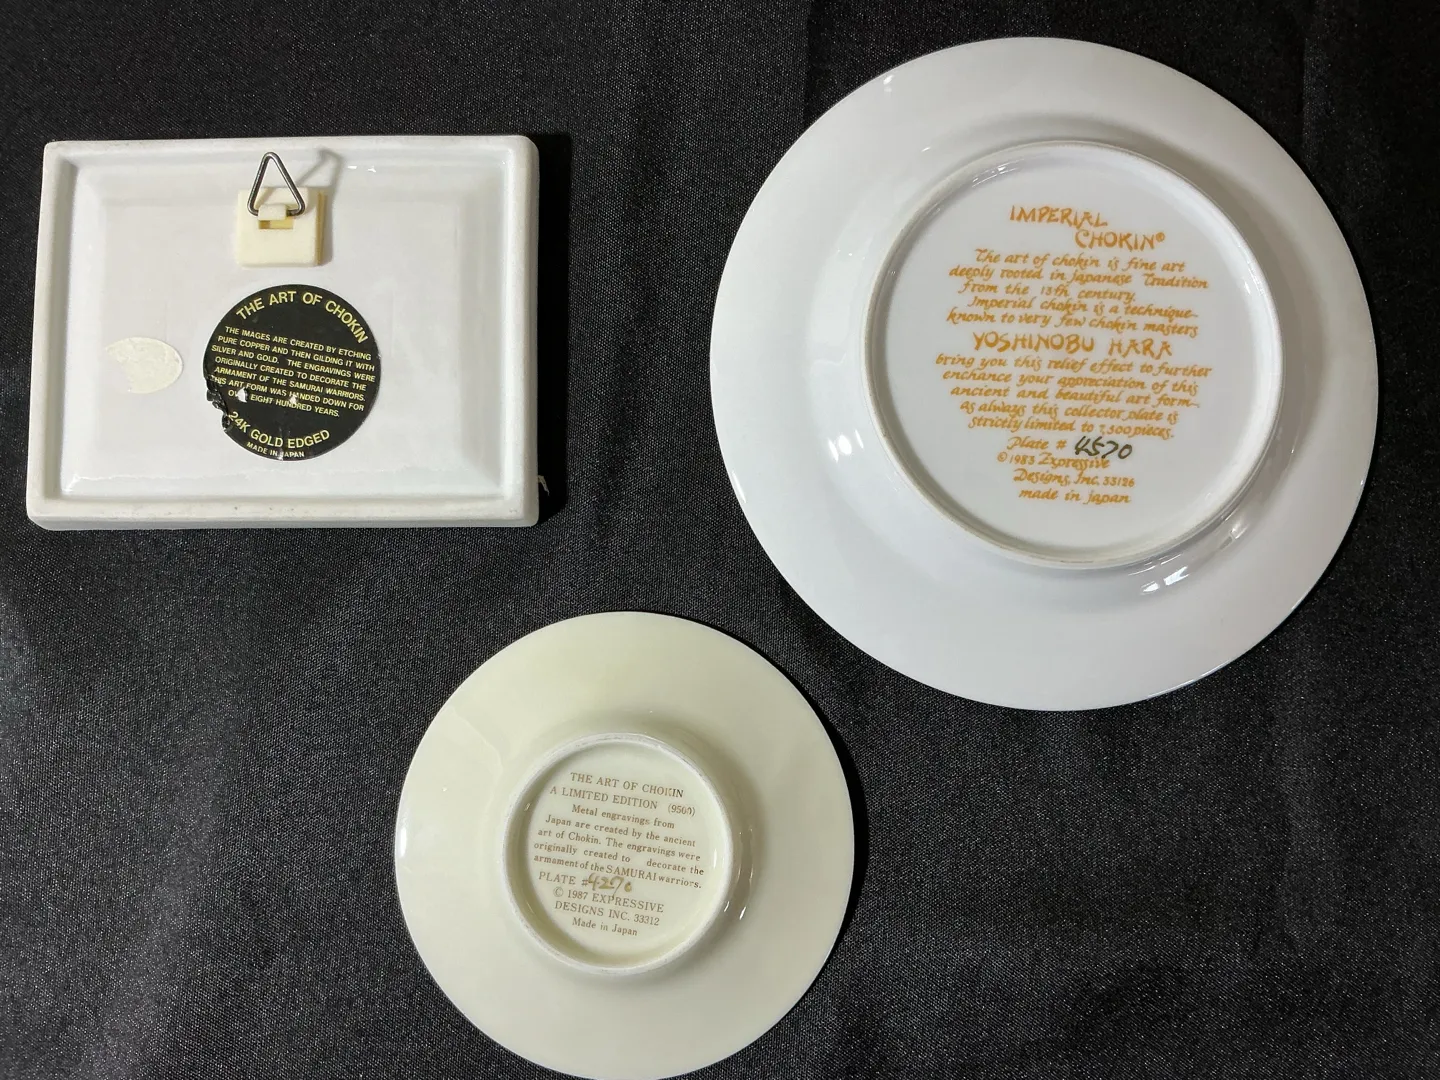 THE ART OF CHOKIN
THE IMAGES ARE CREATED BY ETCHING
PURE COPPER AND THEN GILDING IT WITH
SILVER AND GOLD. THE ENGRAVINGS WERE
ORIGINALLY CREATED TO DECORATE THE
ARMAMENT OF THE SAMURAI WARRIORS.
THIS ART FORM WAS HANDED DOWN FOR
OVER EIGHT HUNDRED YEARS.
24K GOLD EDGED
MADE IN JAPAN
IMPERIAL
CHOKIN®
The art of chokin is fine art
deeply rooted in Japanese Tradition
from the 13th century.
Imperial chokin is a technique
known to very few chokin masters
YOSHINOBU HARA
bring you this relief effect to further
enchance your appreciation of this
ancient and beautiful art form
as always this collector plate is
strictly limited to 7,500 pieces.
Plate # 4570
©1983 Expressive
Designs, Inc. 33126
made in japan
THE ART OF CHOKIN
A LIMITED EDITION
Metal engravings from
Japan are created by the ancient
art of Chokin. The engravings were
originally created to decorate the
armament of the SAMURAI warriors.
PLATE #
© 1987 EXPRESSIVE
DESIGNS INC. 33312
Made in Japan